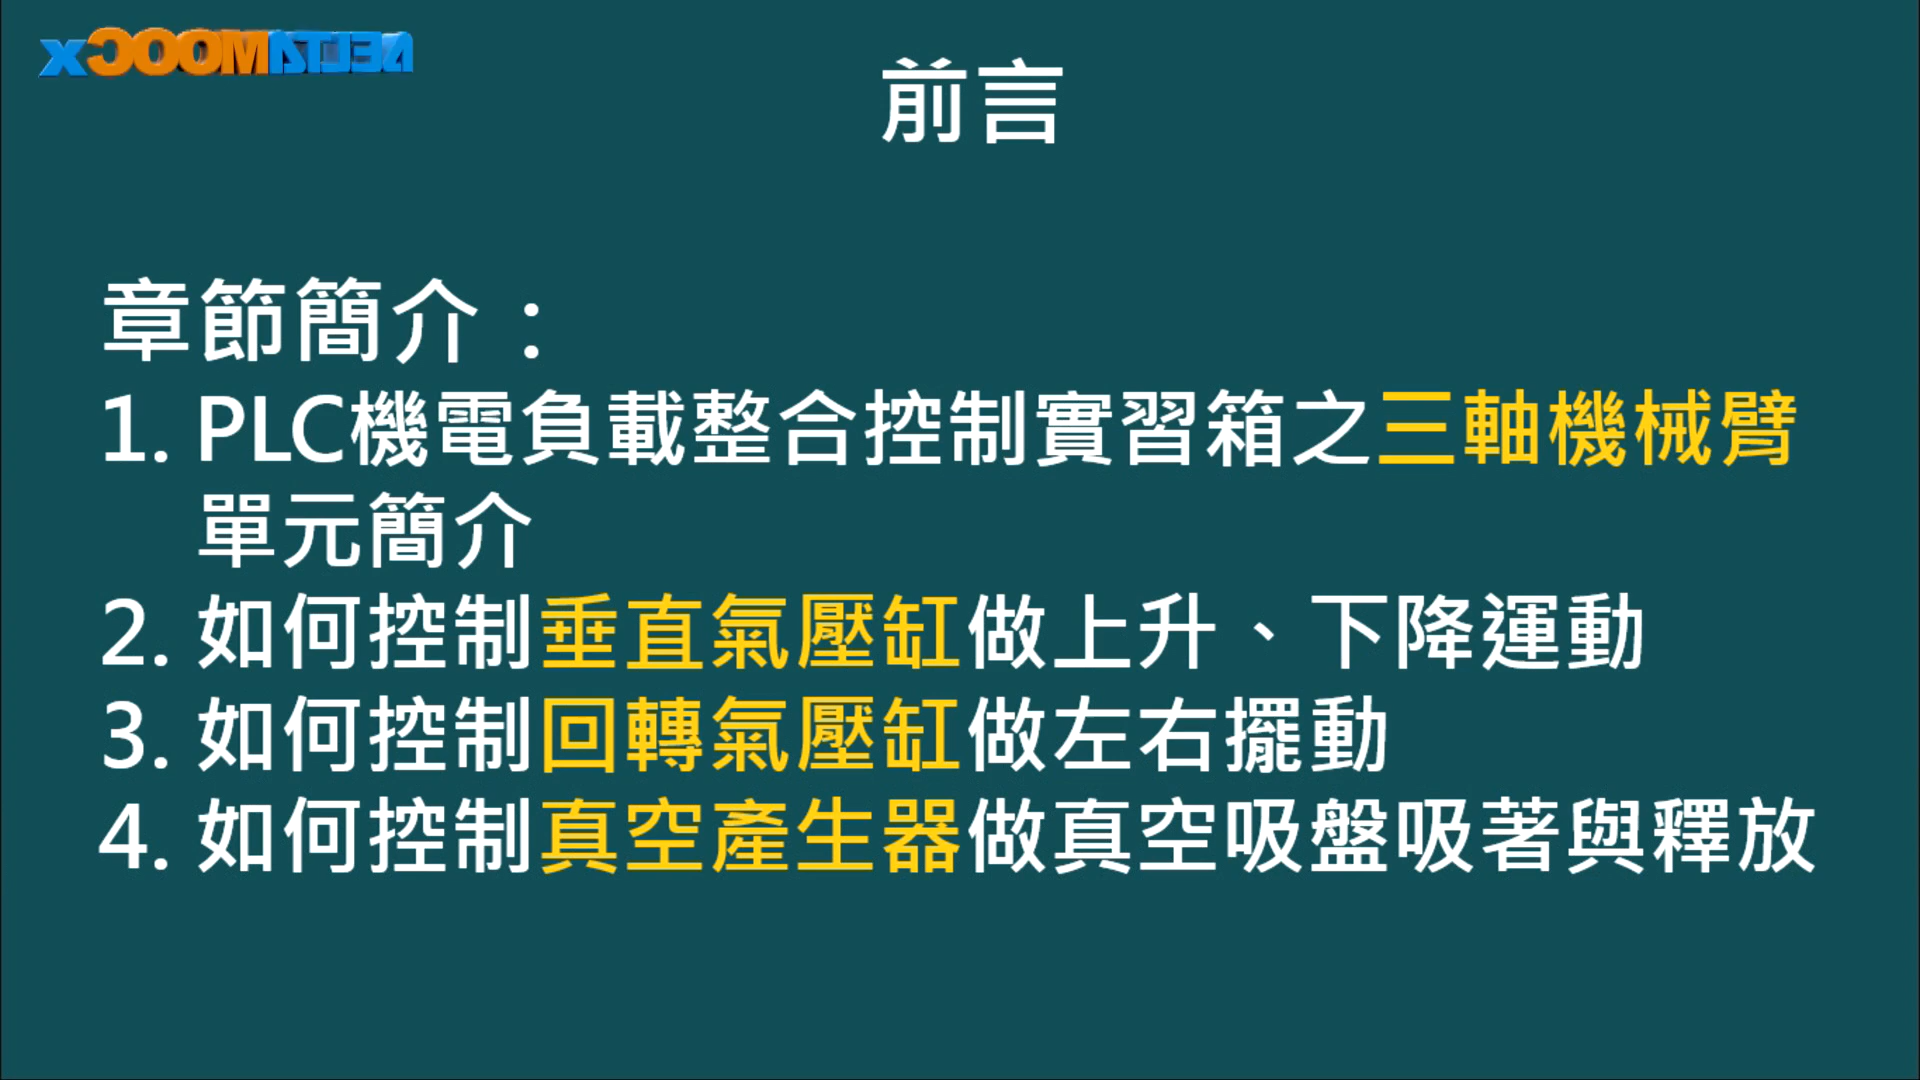 DELTAMOOCx
前言
章節簡介：
1. PLC機電負載整合控制實習箱之三軸機械臂
單元簡介
2. 如何控制垂直氣壓缸做上升、下降運動
3. 如何控制回轉氣壓缸做左右擺動
4. 如何控制真空產生器做真空吸盤吸著與釋放